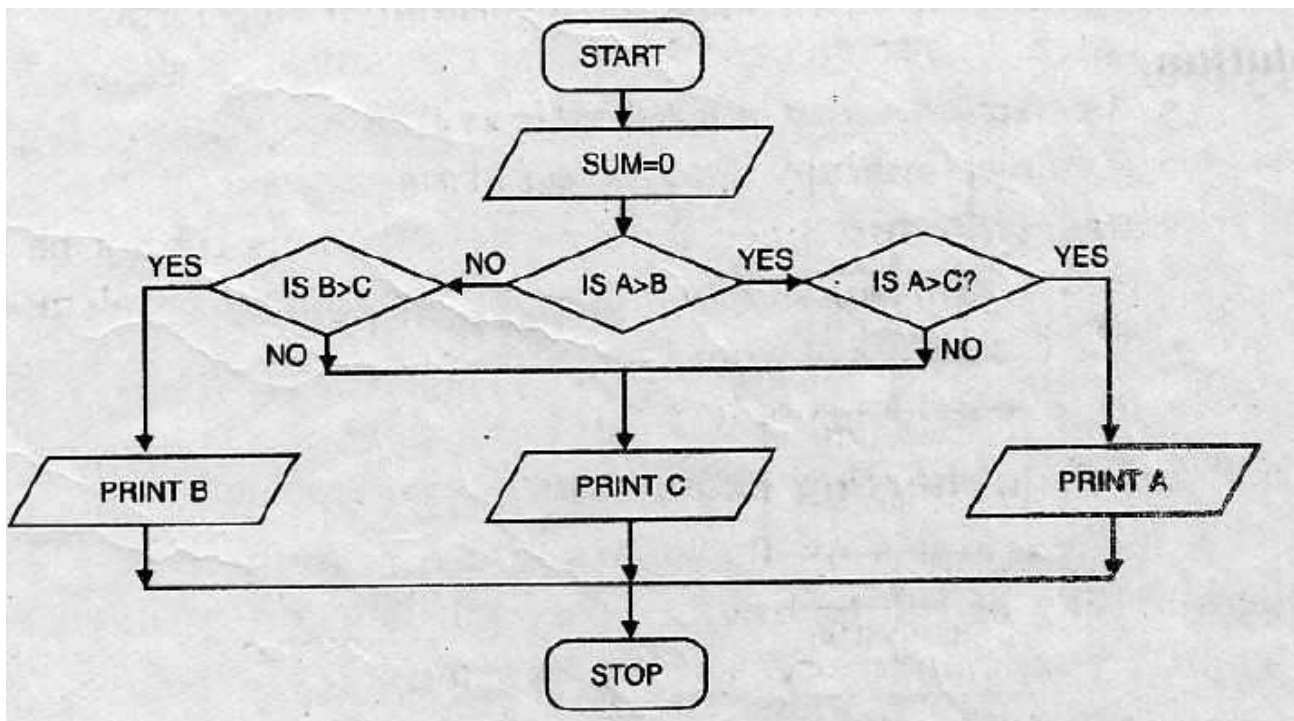 START
SUM=0
YES
IS B>C
NO
IS A>B
YES
IS A>C?
YES
NO
NO
PRINT B
PRINT C
PRINT A
STOP